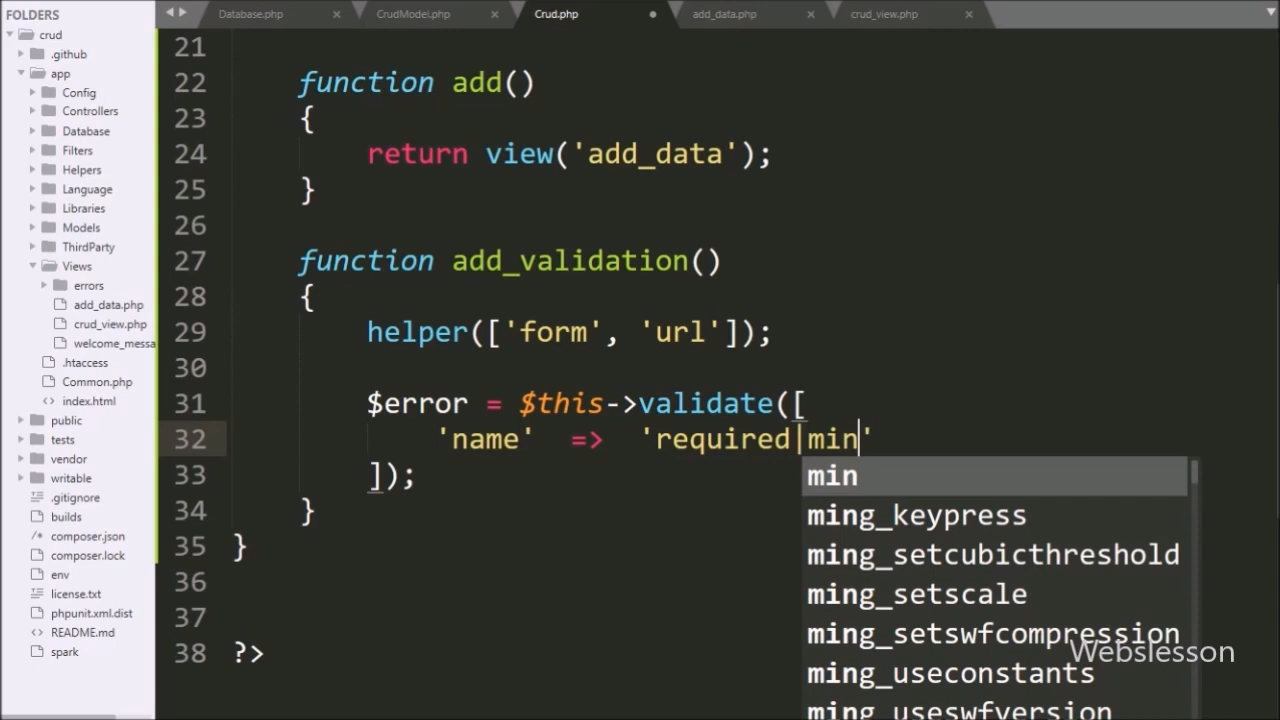 FOLDERS
crud
.github
app
Config
Controllers
Database
Filters
Helpers
Language
Libraries
Models
ThirdParty
Views
errors
add_data.php
crud_view.php
welcome_messa
.htaccess
Common.php
index.html
public
tests
vendor
writable
.gitignore
builds
composer.json
composer.lock
env
license.txt
phpunit.xml.dist
README.md
spark
Database.php
CrudModel.php
Crud.php
add_data.php
crud_view.php
21
22 function add()
23 {
24 return view('add_data');
25 }
26
27 function add_validation()
28 {
29 helper(['form', 'url']);
30
31 $error = $this->validate([
32 'name' => 'required|min'
33 ]);
34 }
35 }
36
37
38 ?>
min
ming_keypress
ming_setcubicthreshold
ming_setscale
ming_setswfcompression
ming_useconstants
ming_useswfversion
Webslesson